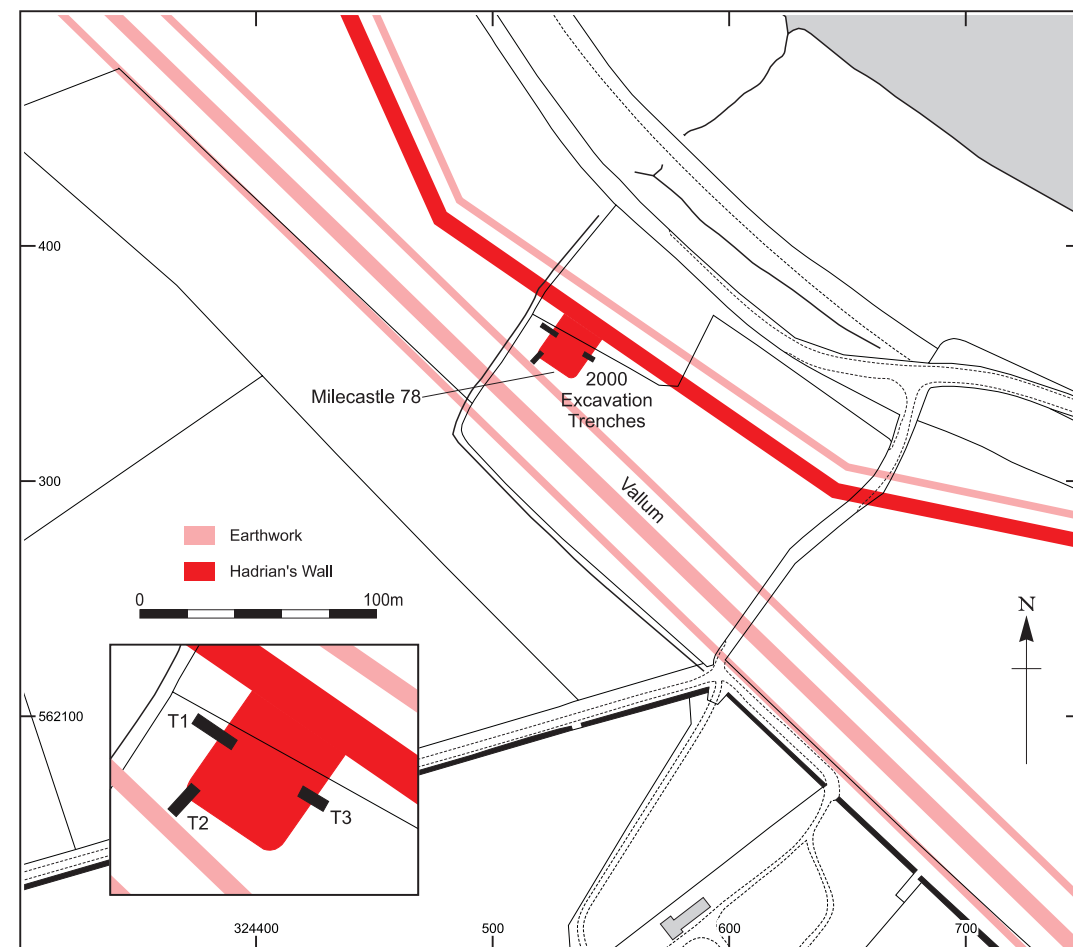 400
Milecastle 78
2000
Excavation
Trenches
300
Vallum
Earthwork
Hadrian's Wall
0 100m
N
562100
T1
T2
T3
324400 500 600 700